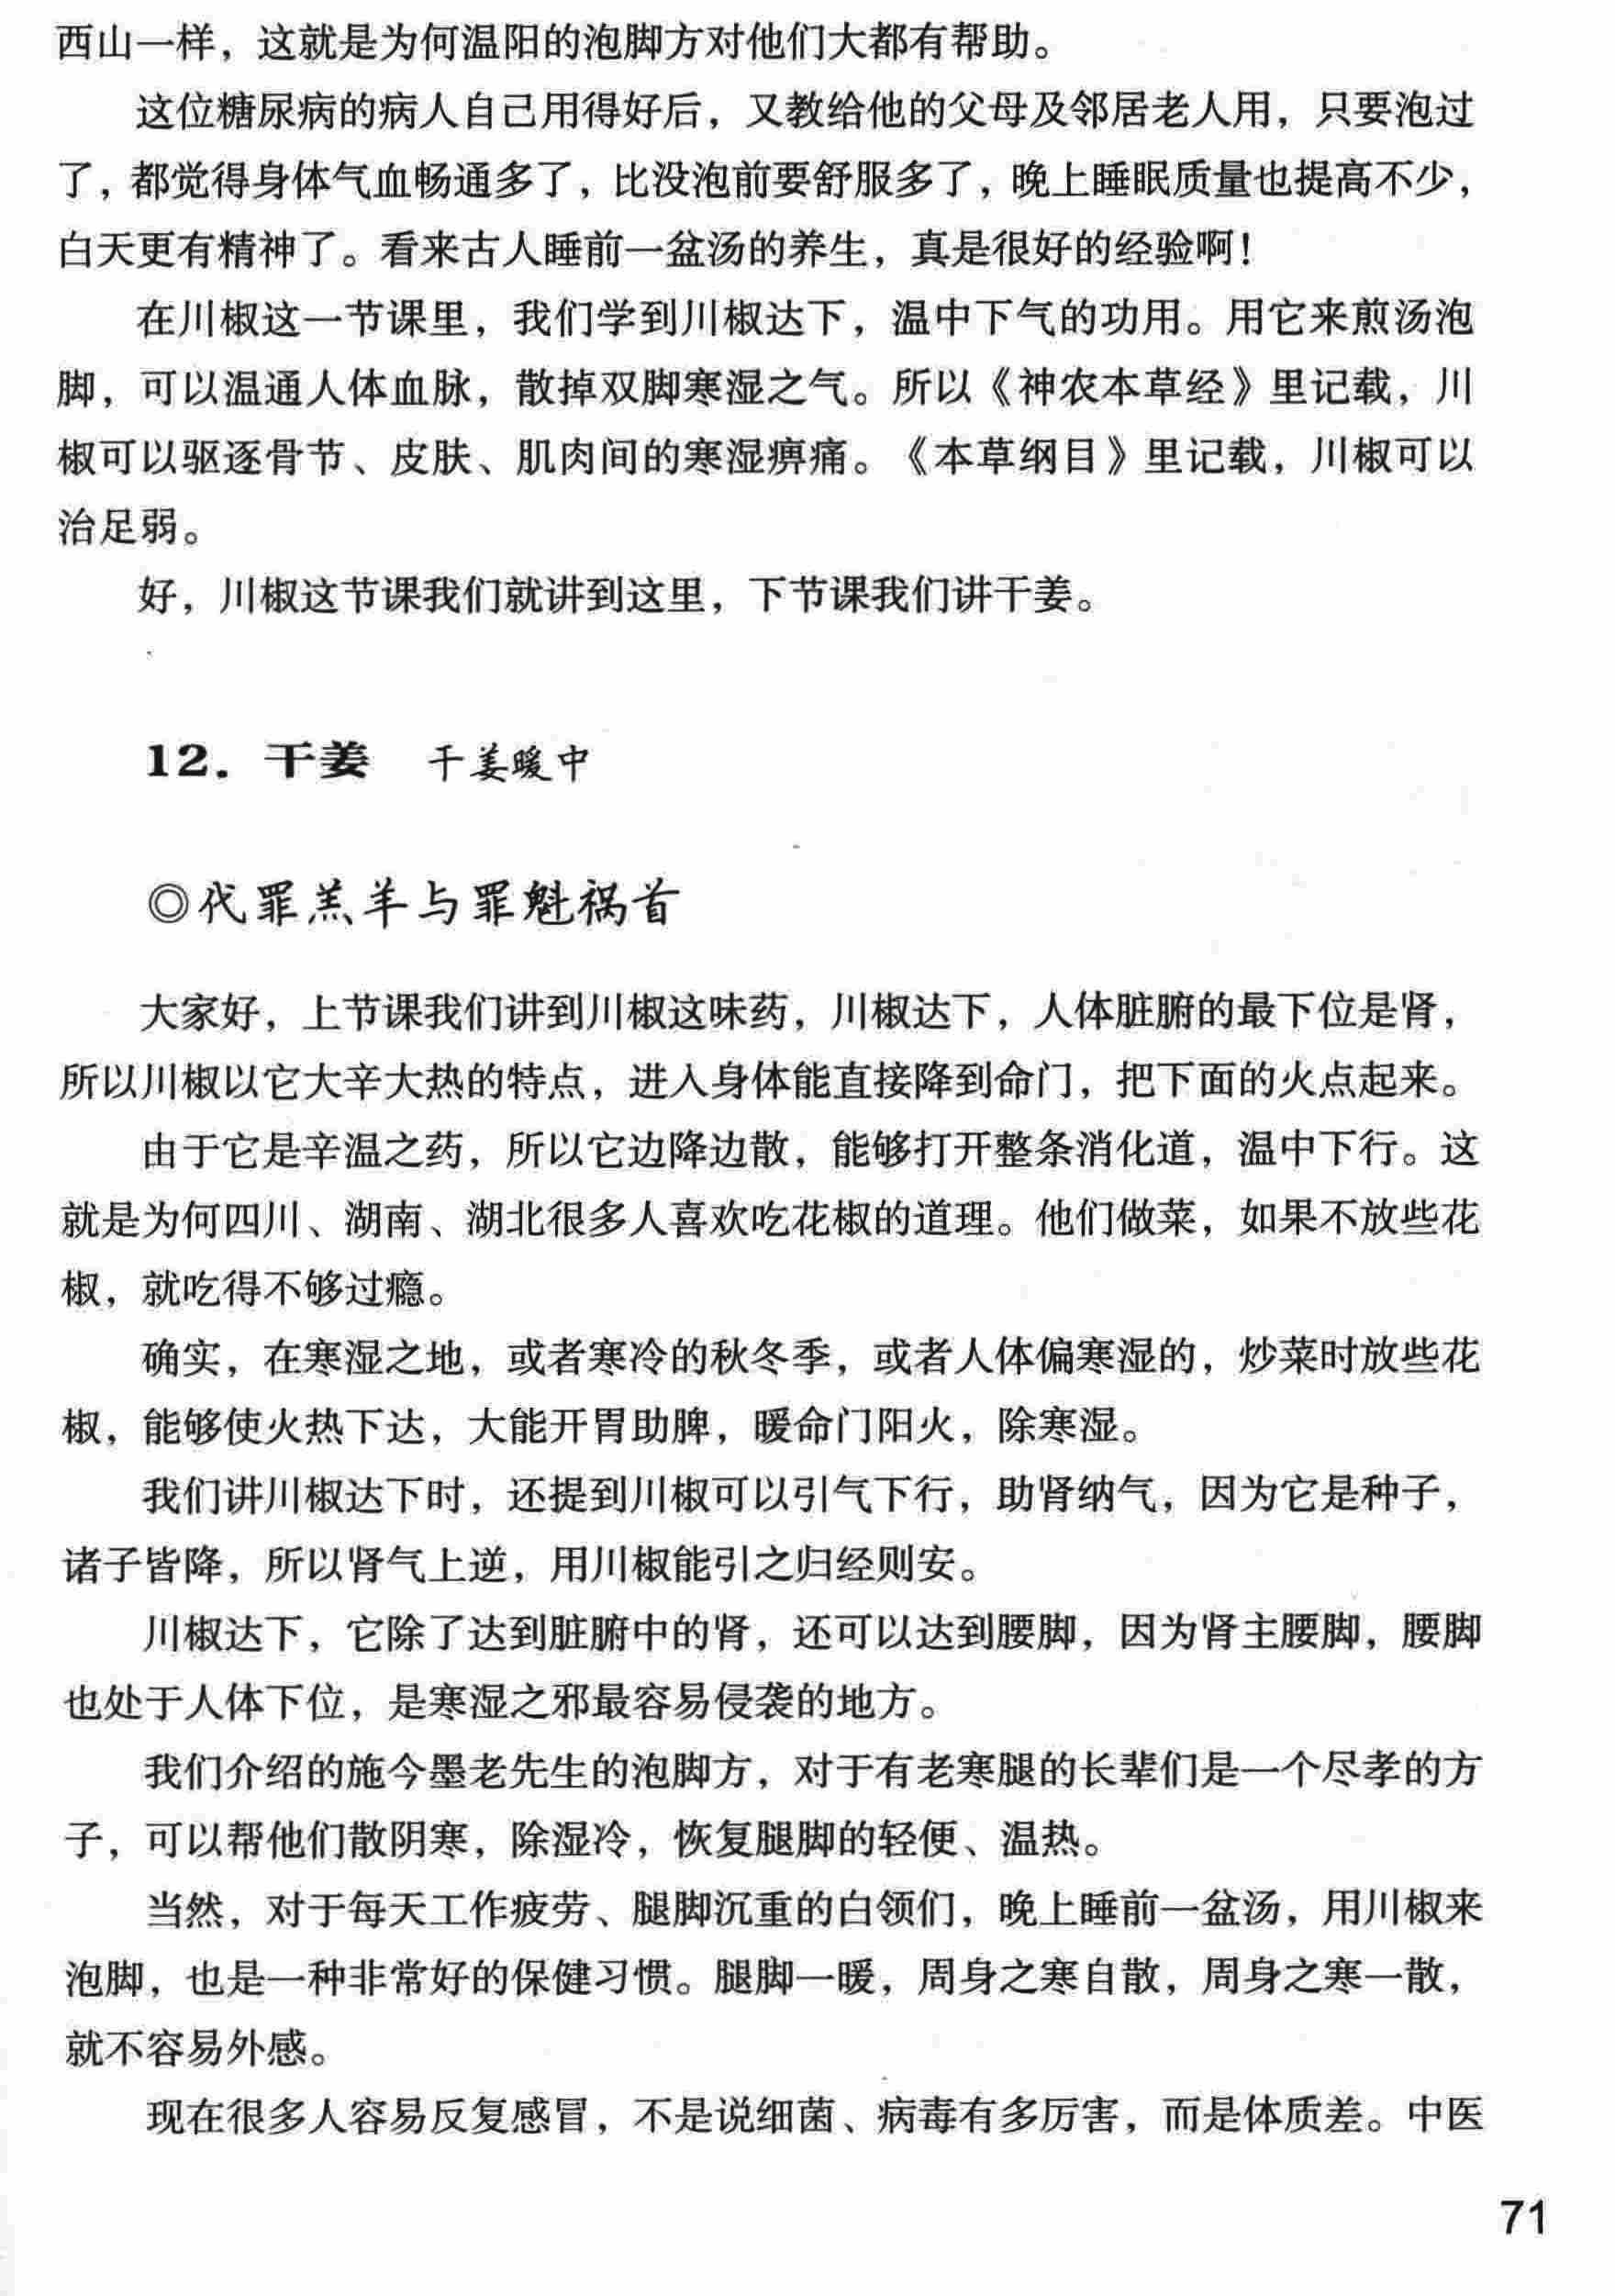 西山一样，这就是为何温阳的泡脚方对他们大都有帮助。
这位糖尿病的病人自己用得好后，又教给他的父母及邻居老人用，只要泡过
了，都觉得身体气血畅通多了，比没泡前要舒服多了，晚上睡眠质量也提高不少，
白天更有精神了。看来古人睡前一盆汤的养生，真是很好的经验啊！
在川椒这一节课里，我们学到川椒达下，温中下气的功用。用它来煎汤泡
脚，可以温通人体血脉，散掉双脚寒湿之气。所以《神农本草经》里记载，川
椒可以驱逐骨节、皮肤、肌肉间的寒湿痹痛。《本草纲目》里记载，川椒可以
治足弱。
好，川椒这节课我们就讲到这里，下节课我们讲干姜。
12．干姜　干姜暖中
◎代罪羔羊与罪魁祸首
大家好，上节课我们讲到川椒这味药，川椒达下，人体脏腑的最下位是肾，
所以川椒以它大辛大热的特点，进入身体能直接降到命门，把下面的火点起来。
由于它是辛温之药，所以它边降边散，能够打开整条消化道，温中下行。这
就是为何四川、湖南、湖北很多人喜欢吃花椒的道理。他们做菜，如果不放些花
椒，就吃得不够过瘾。
确实，在寒湿之地，或者寒冷的秋冬季，或者人体偏寒湿的，炒菜时放些花
椒，能够使火热下达，大能开胃助脾，暖命门阳火，除寒湿。
我们讲川椒达下时，还提到川椒可以引气下行，助肾纳气，因为它是种子，
诸子皆降，所以肾气上逆，用川椒能引之归经则安。
川椒达下，它除了达到脏腑中的肾，还可以达到腰脚，因为肾主腰脚，腰脚
也处于人体下位，是寒湿之邪最容易侵袭的地方。
我们介绍的施今墨老先生的泡脚方，对于有老寒腿的长辈们是一个尽孝的方
子，可以帮他们散阴寒，除湿冷，恢复腿脚的轻便、温热。
当然，对于每天工作疲劳、腿脚沉重的白领们，晚上睡前一盆汤，用川椒来
泡脚，也是一种非常好的保健习惯。腿脚一暖，周身之寒自散，周身之寒一散，
就不容易外感。
现在很多人容易反复感冒，不是说细菌、病毒有多厉害，而是体质差。中医
71